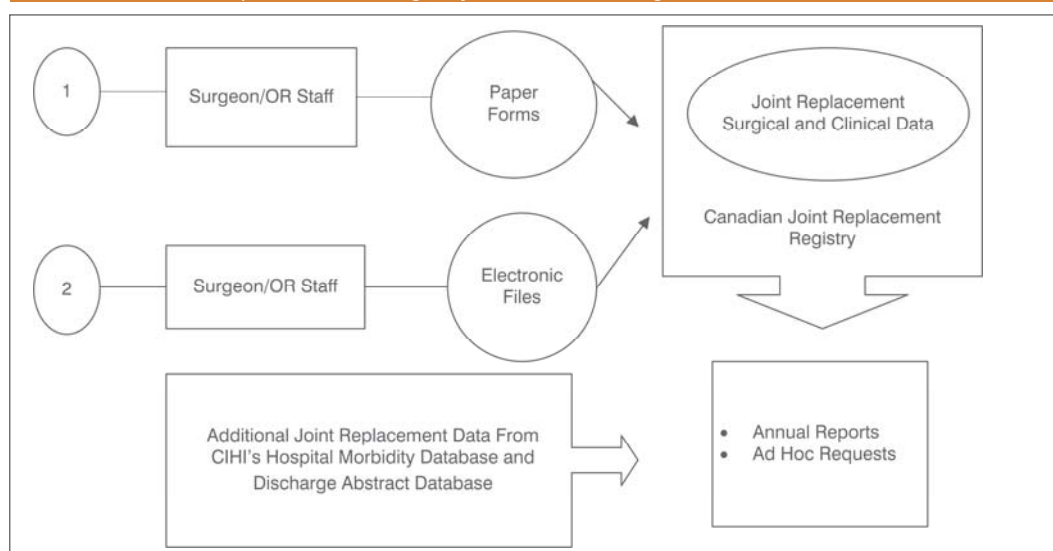 1
Surgeon/OR Staff
Paper
Forms
Joint Replacement
Surgical and Clinical Data
Canadian Joint Replacement
Registry
2
Surgeon/OR Staff
Electronic
Files
Additional Joint Replacement Data From
CIHI's Hospital Morbidity Database and
Discharge Abstract Database
• Annual Reports
• Ad Hoc Requests